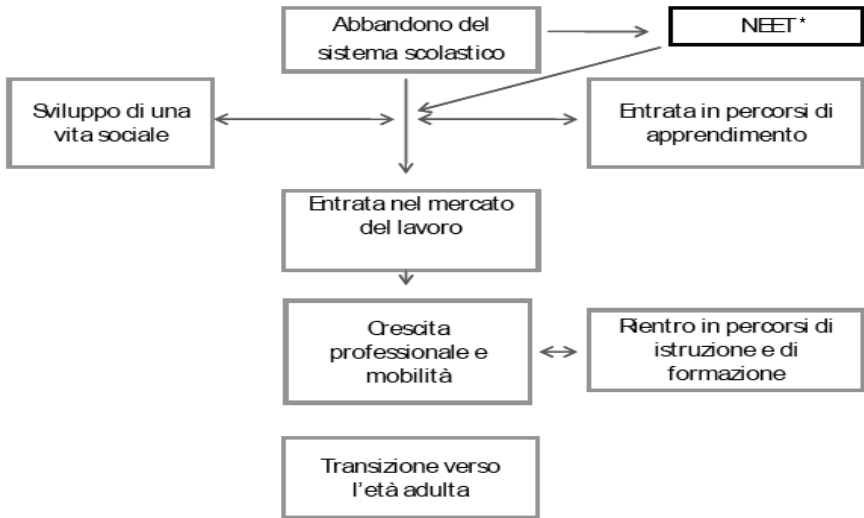 Abbandono del
sistema scolastico
NEET*
Sviluppo di una
vita sociale
Entrata in percorsi di
apprendimento
Entrata nel mercato
del lavoro
Crescita
professionale e
mobilità
Rientro in percorsi di
istruzione e di
formazione
Transizione verso
l'età adulta